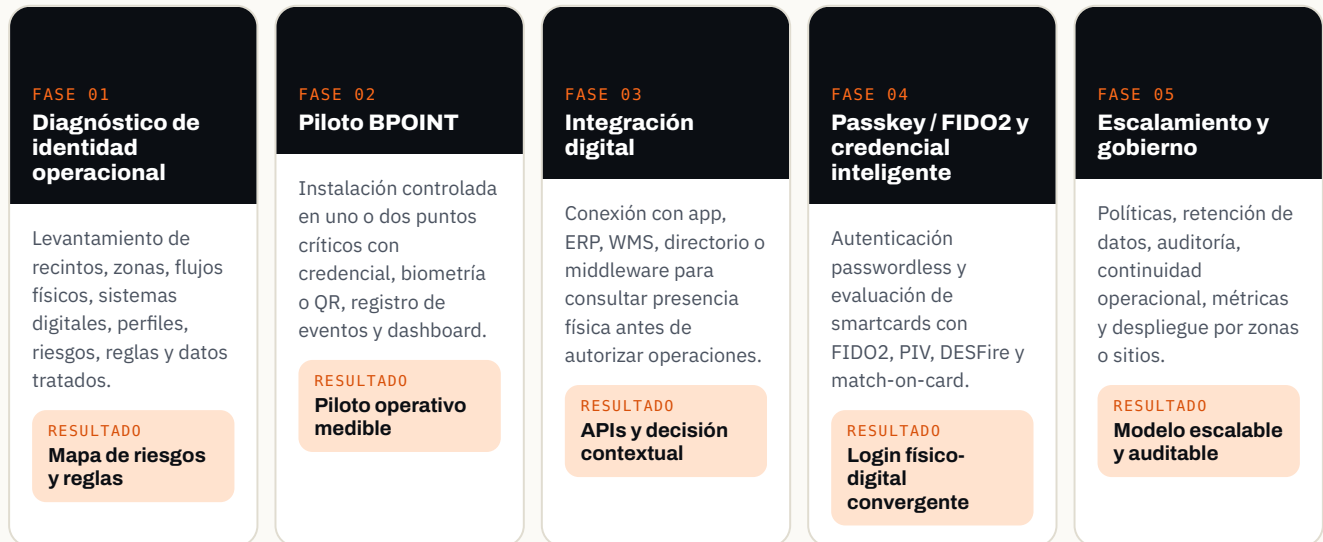 FASE 01
Diagnóstico de
identidad
operacional
Levantamiento de
recintos, zonas, flujos
físicos, sistemas
digitales, perfiles,
riesgos, reglas y datos
tratados.
RESULTADO
Mapa de riesgos
y reglas
FASE 02
Piloto BPOINT
Instalación controlada
en uno o dos puntos
críticos con
credencial, biometría
o QR, registro de
eventos y dashboard.
RESULTADO
Piloto operativo
medible
FASE 03
Integración
digital
Conexión con app,
ERP, WMS, directorio o
middleware para
consultar presencia
física antes de
autorizar operaciones.
RESULTADO
APIs y decisión
contextual
FASE 04
Passkey / FIDO2 y
credencial
inteligente
Autenticación
passwordless y
evaluación de
smartcards con
FIDO2, PIV, DESFire y
match-on-card.
RESULTADO
Login físico-
digital
convergente
FASE 05
Escalamiento y
gobierno
Políticas, retención de
datos, auditoría,
continuidad
operacional, métricas
y despliegue por zonas
o sitios.
RESULTADO
Modelo escalable
y auditable